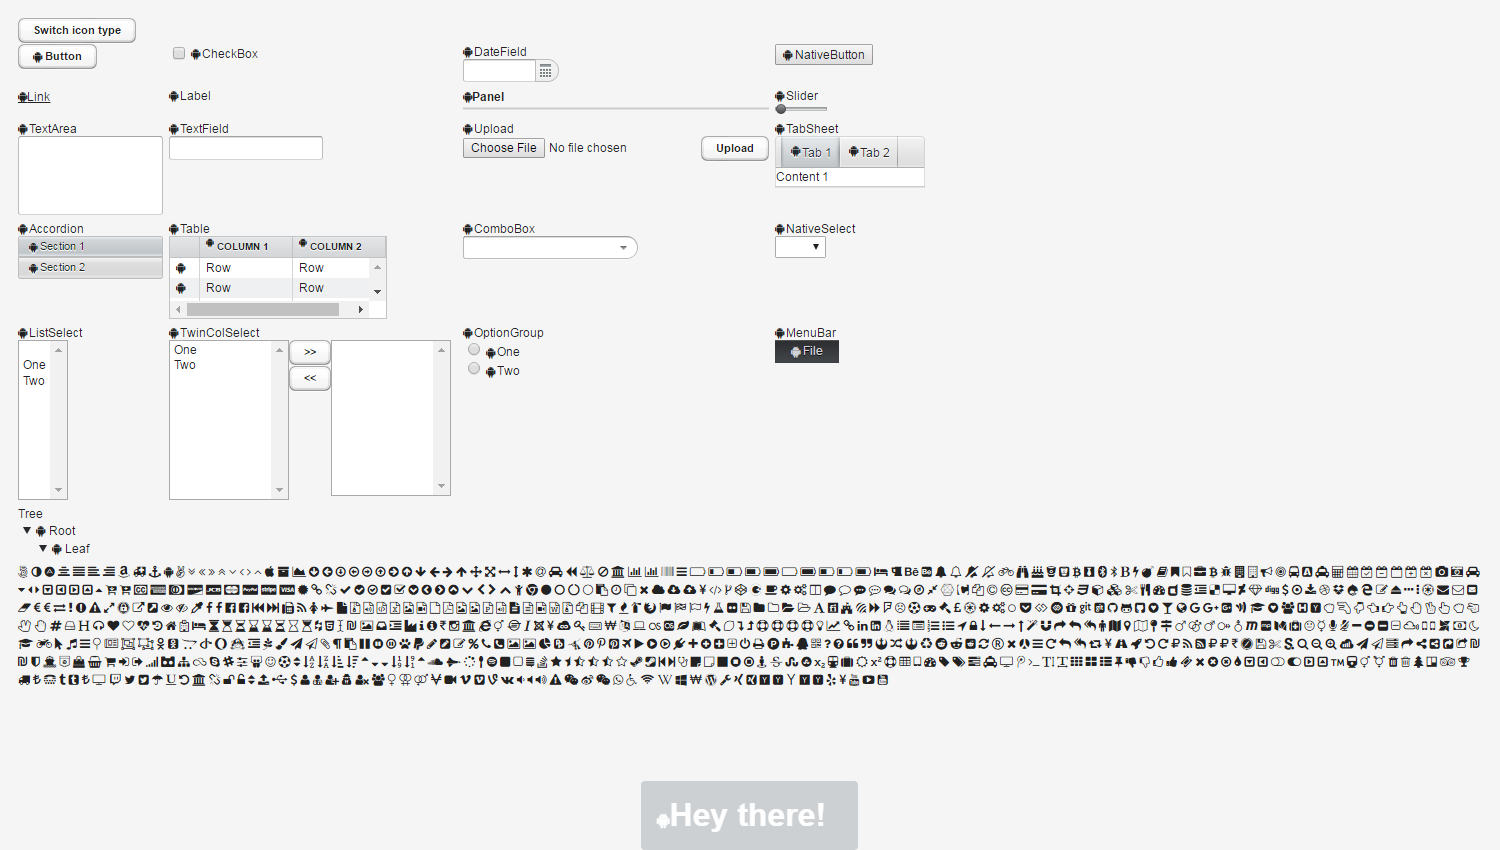 Switch icon type
Button
CheckBox
DateField
NativeButton
Link
Label
Panel
Slider
TextArea
TextField
Upload
Choose File No file chosen
Upload
TabSheet
Tab 1 Tab 2
Content 1
Accordion
Section 1
Section 2
Table
COLUMN 1 COLUMN 2
Row Row
Row Row
ComboBox
NativeSelect
ListSelect
One
Two
TwinColSelect
One
Two
>>
<<
OptionGroup
One
Two
MenuBar
File
Tree
Root
Leaf
Hey there!